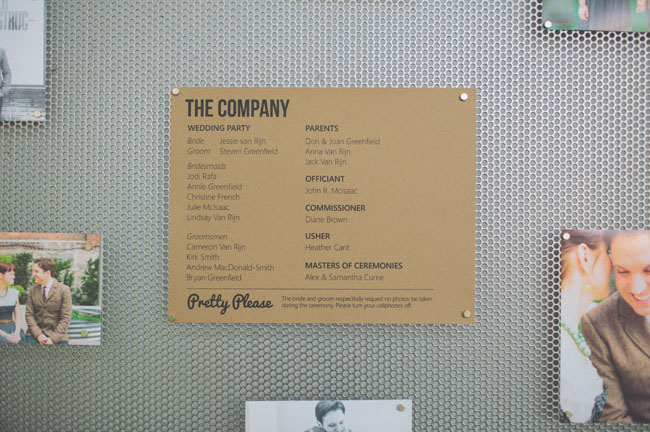 STRUC-
THE COMPANY
WEDDING PARTY
Bride Jessie van Rijn
Groom Steven Greenfield
Bridesmaids
Jodi Rafa
Annie Greenfield
Christine French
Julie McIsaac
Lindsay Van Rijn
Groomsmen
Cameron Van Rijn
Kirk Smith
Andrew MacDonald-Smith
Bryan Greenfield
PARENTS
Don & Joan Greenfield
Anna Van Rijn
Jack Van Rijn
OFFICIANT
John R. McIsaac
COMMISSIONER
Diane Brown
USHER
Heather Cant
MASTERS OF CEREMONIES
Alex & Samantha Currie
Pretty Please
The bride and groom respectfully request no photos be taken
during the ceremony. Please turn your cellphones off.